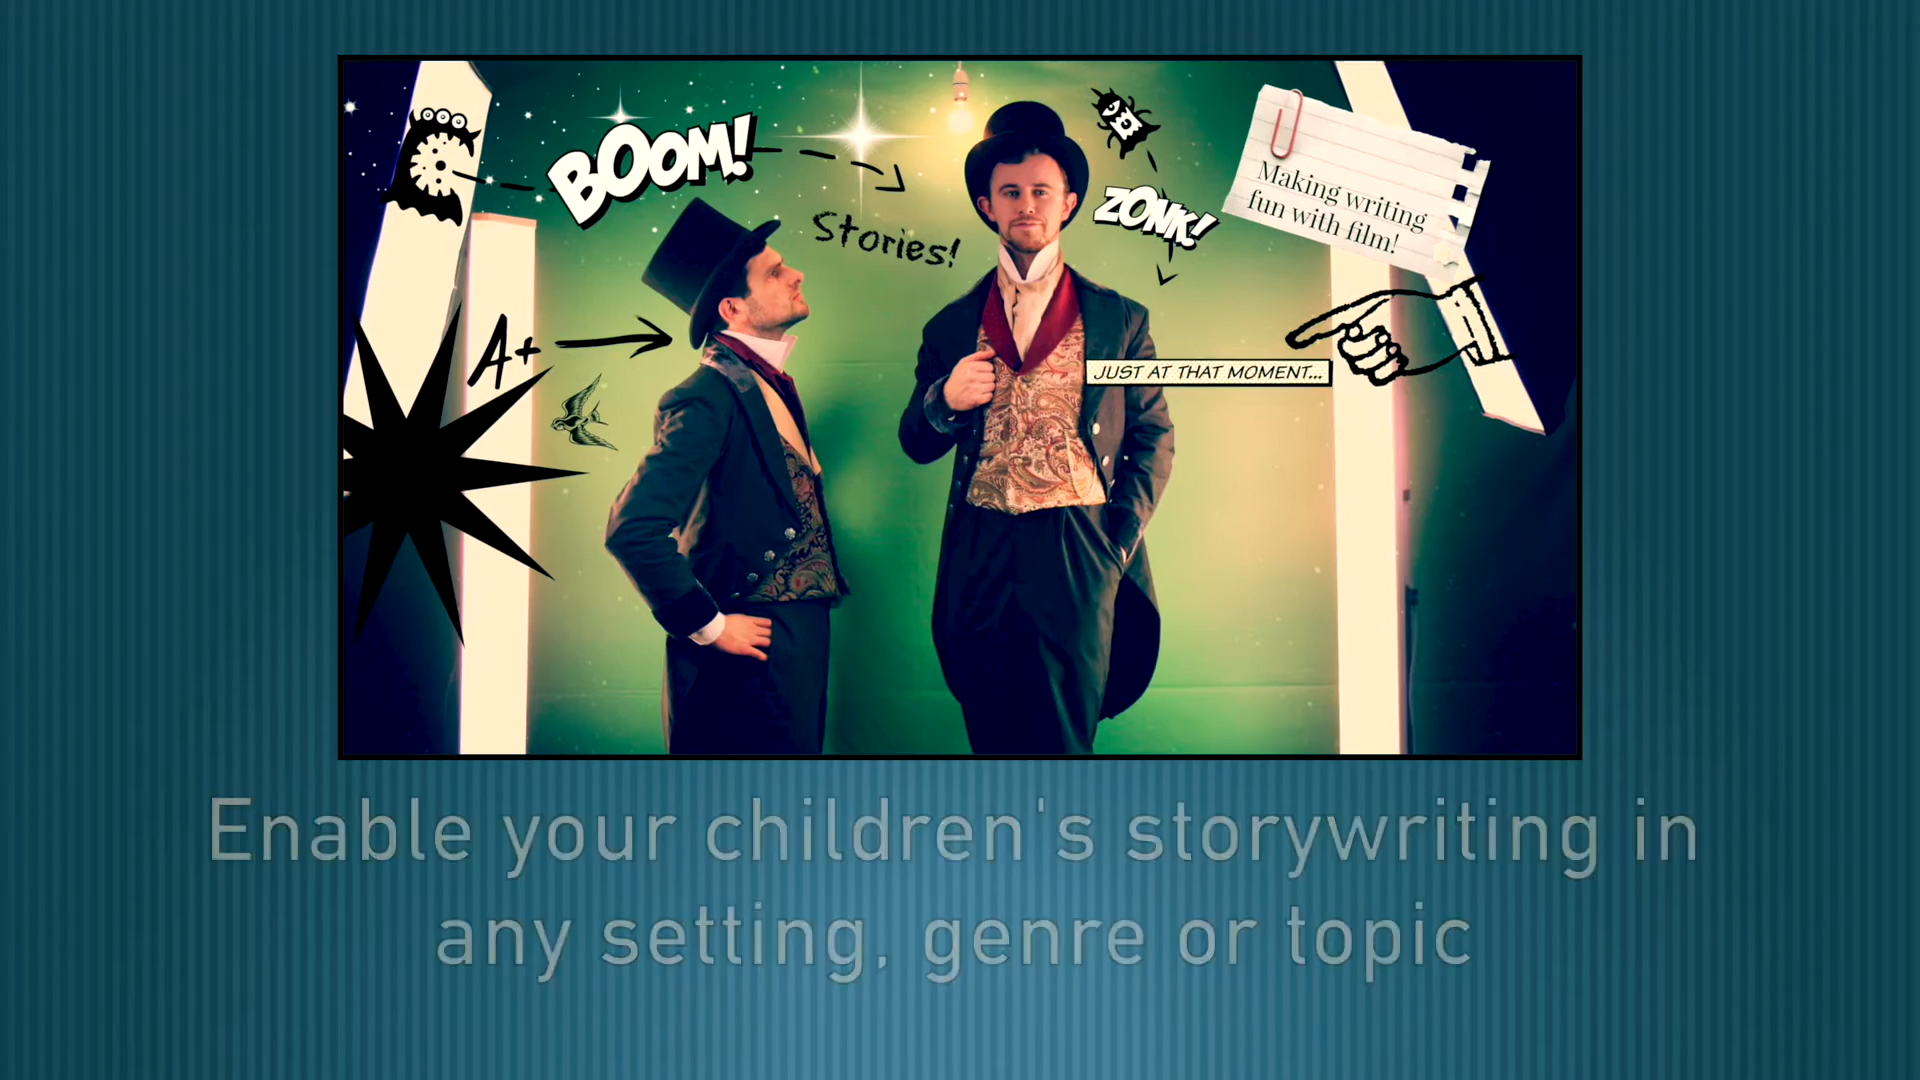 BOOM!
Stories!
ZONK!
Making writing
fun with film!
A+
JUST AT THAT MOMENT...
Enable your children's storywriting in
any setting, genre or topic